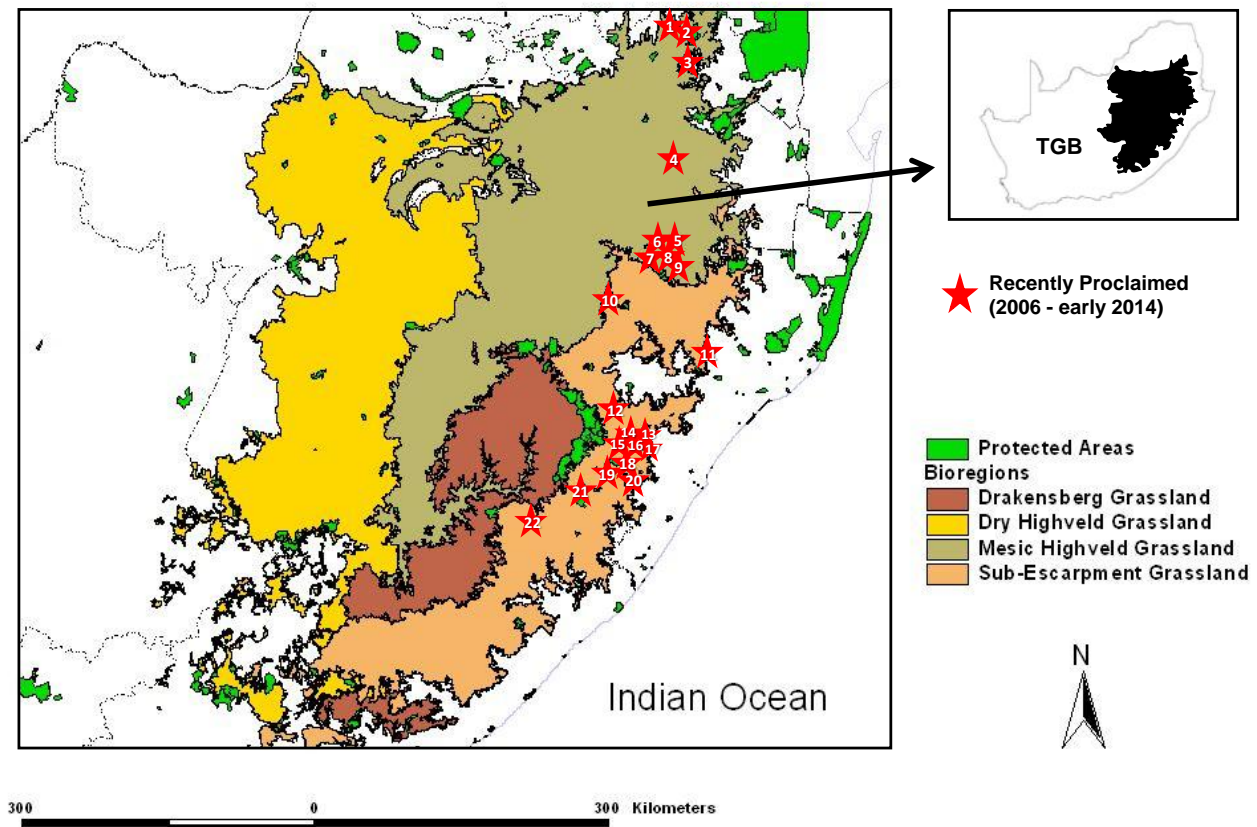 1
2
3
4
6 5
7 8
9
10
11
12
14 13
15 16
17
18
19
20
21
22
Indian Ocean
TGB
Recently Proclaimed
(2006 - early 2014)
Protected Areas
Bioregions
Drakensberg Grassland
Dry Highveld Grassland
Mesic Highveld Grassland
Sub-Escarpment Grassland
N
300 0 300 Kilometers